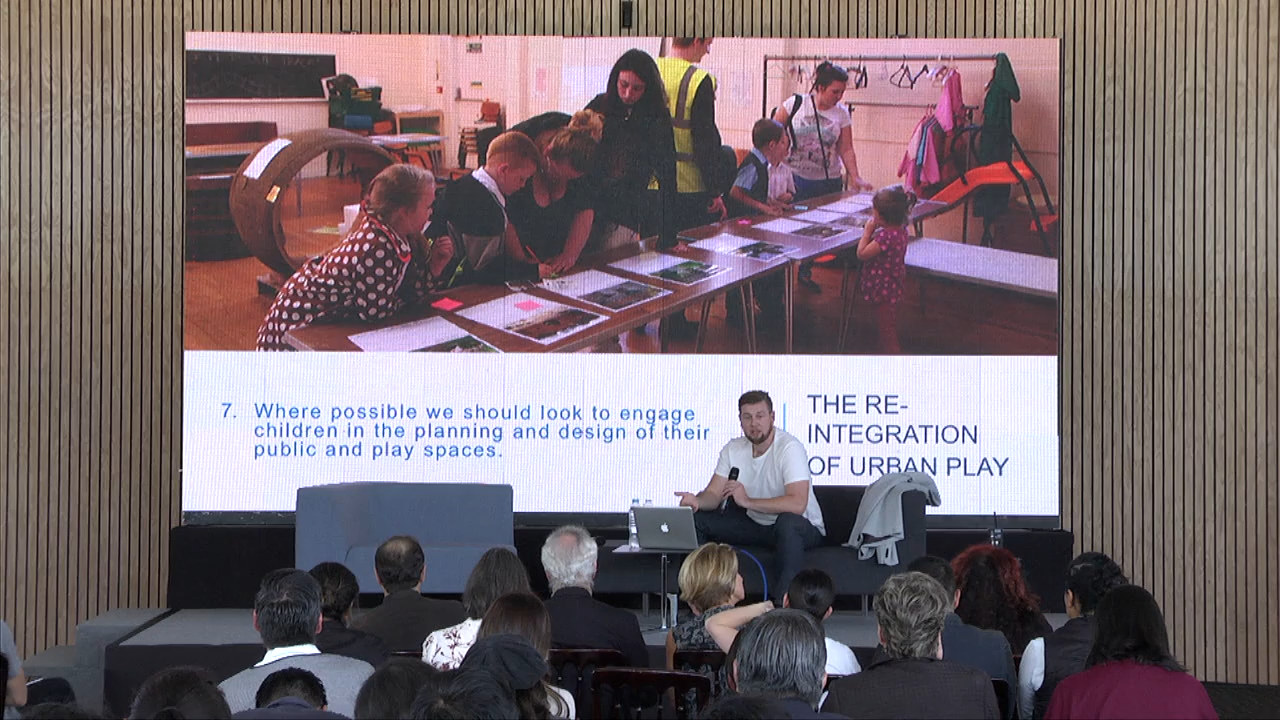 7. Where possible we should look to engage
children in the planning and design of their
public and play spaces.
THE RE-
INTEGRATION
OF URBAN PLAY